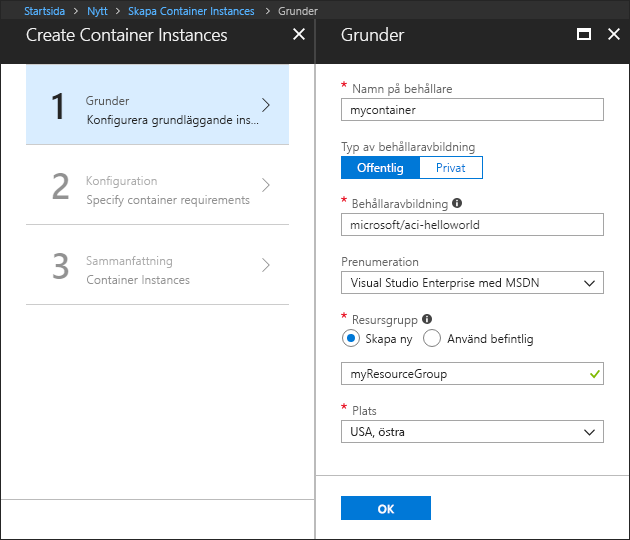 Startsida > Nytt > Skapa Container Instances > Grunder
Create Container Instances
1
Grunder
Konfigurera grundläggande ins...
2
Konfiguration
Specify container requirements
3
Sammanfattning
Container Instances
Grunder
* Namn på behållare
mycontainer
Typ av behållaravbildning
Offentlig Privat
* Behållaravbildning
microsoft/aci-helloworld
Prenumeration
Visual Studio Enterprise med MSDN
* Resursgrupp
Skapa ny Använd befintlig
myResourceGroup
* Plats
USA, östra
OK